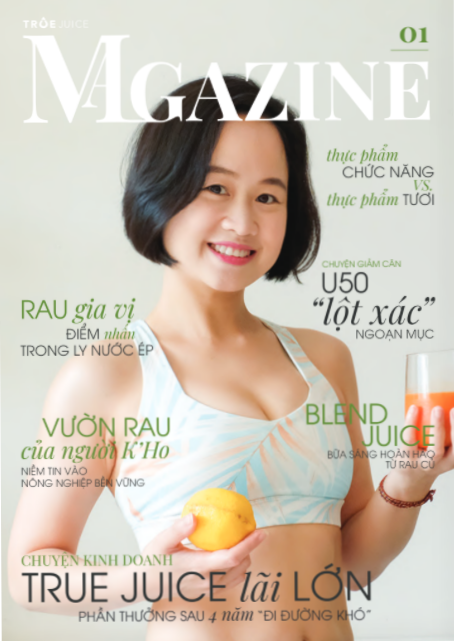 TRUE JUICE
MAGAZINE
01
thực phẩm
CHỨC NĂNG
VS.
thực phẩm TƯƠI
CHUYỆN GIẢM CÂN
U50
“lột xác”
NGOẠN MỤC
RAU gia vị
ĐIỂM nhấn
TRONG LY NƯỚC ÉP
VƯỜN RAU
của người K’Ho
NIỀM TIN VÀO
NÔNG NGHIỆP BỀN VỮNG
BLEND
JUICE
BỮA SÁNG HOÀN HẢO
TỪ RAU CỦ
CHUYỆN KINH DOANH
TRUE JUICE lãi LỚN
PHẦN THƯỞNG SAU 4 năm “ĐI ĐƯỜNG KHÓ”